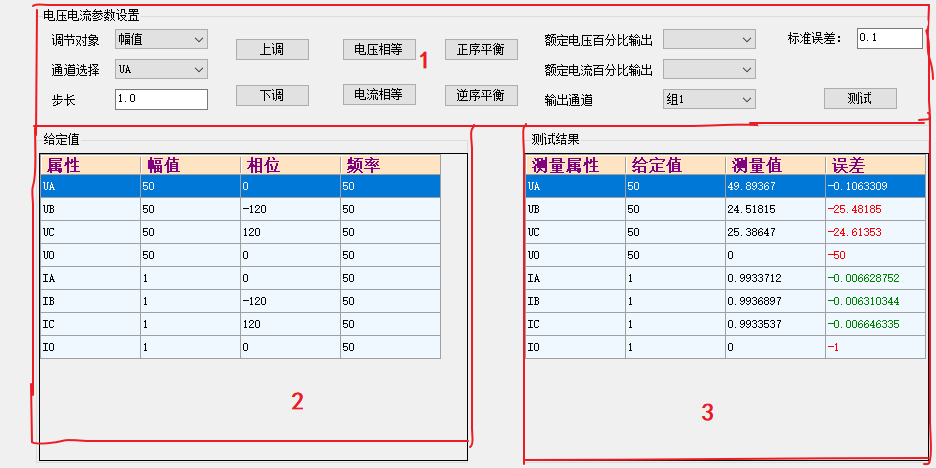 电压电流参数设置
调节对象 幅值 上调 电压相等 正序平衡 额定电压百分比输出 标准误差： 0.1
通道选择 UA 1 额定电流百分比输出
步长 1.0 下调 电流相等 逆序平衡 输出通道 组1 测试
给定值
属性 幅值 相位 频率
UA 50 0 50
UB 50 -120 50
UC 50 120 50
U0 50 0 50
IA 1 0 50
IB 1 -120 50
IC 1 120 50
I0 1 0 50
2
测试结果
测量属性 给定值 测量值 误差
UA 50 49.89367 -0.1063309
UB 50 24.51815 -25.48185
UC 50 25.38647 -24.61353
U0 50 0 -50
IA 1 0.9933712 -0.006628752
IB 1 0.9936897 -0.006310344
IC 1 0.9933537 -0.006646335
I0 1 0 -1
3